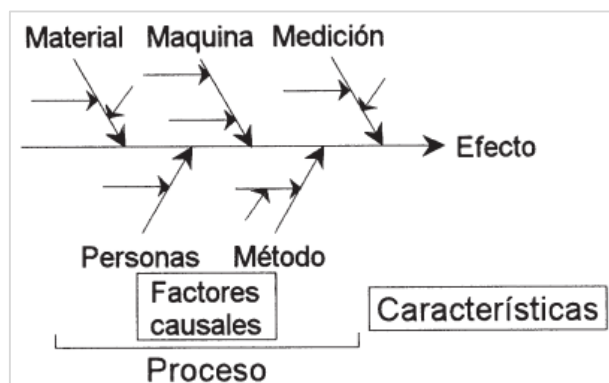 Material Maquina Medición
Efecto
Personas Método
Factores
causales
Características
Proceso